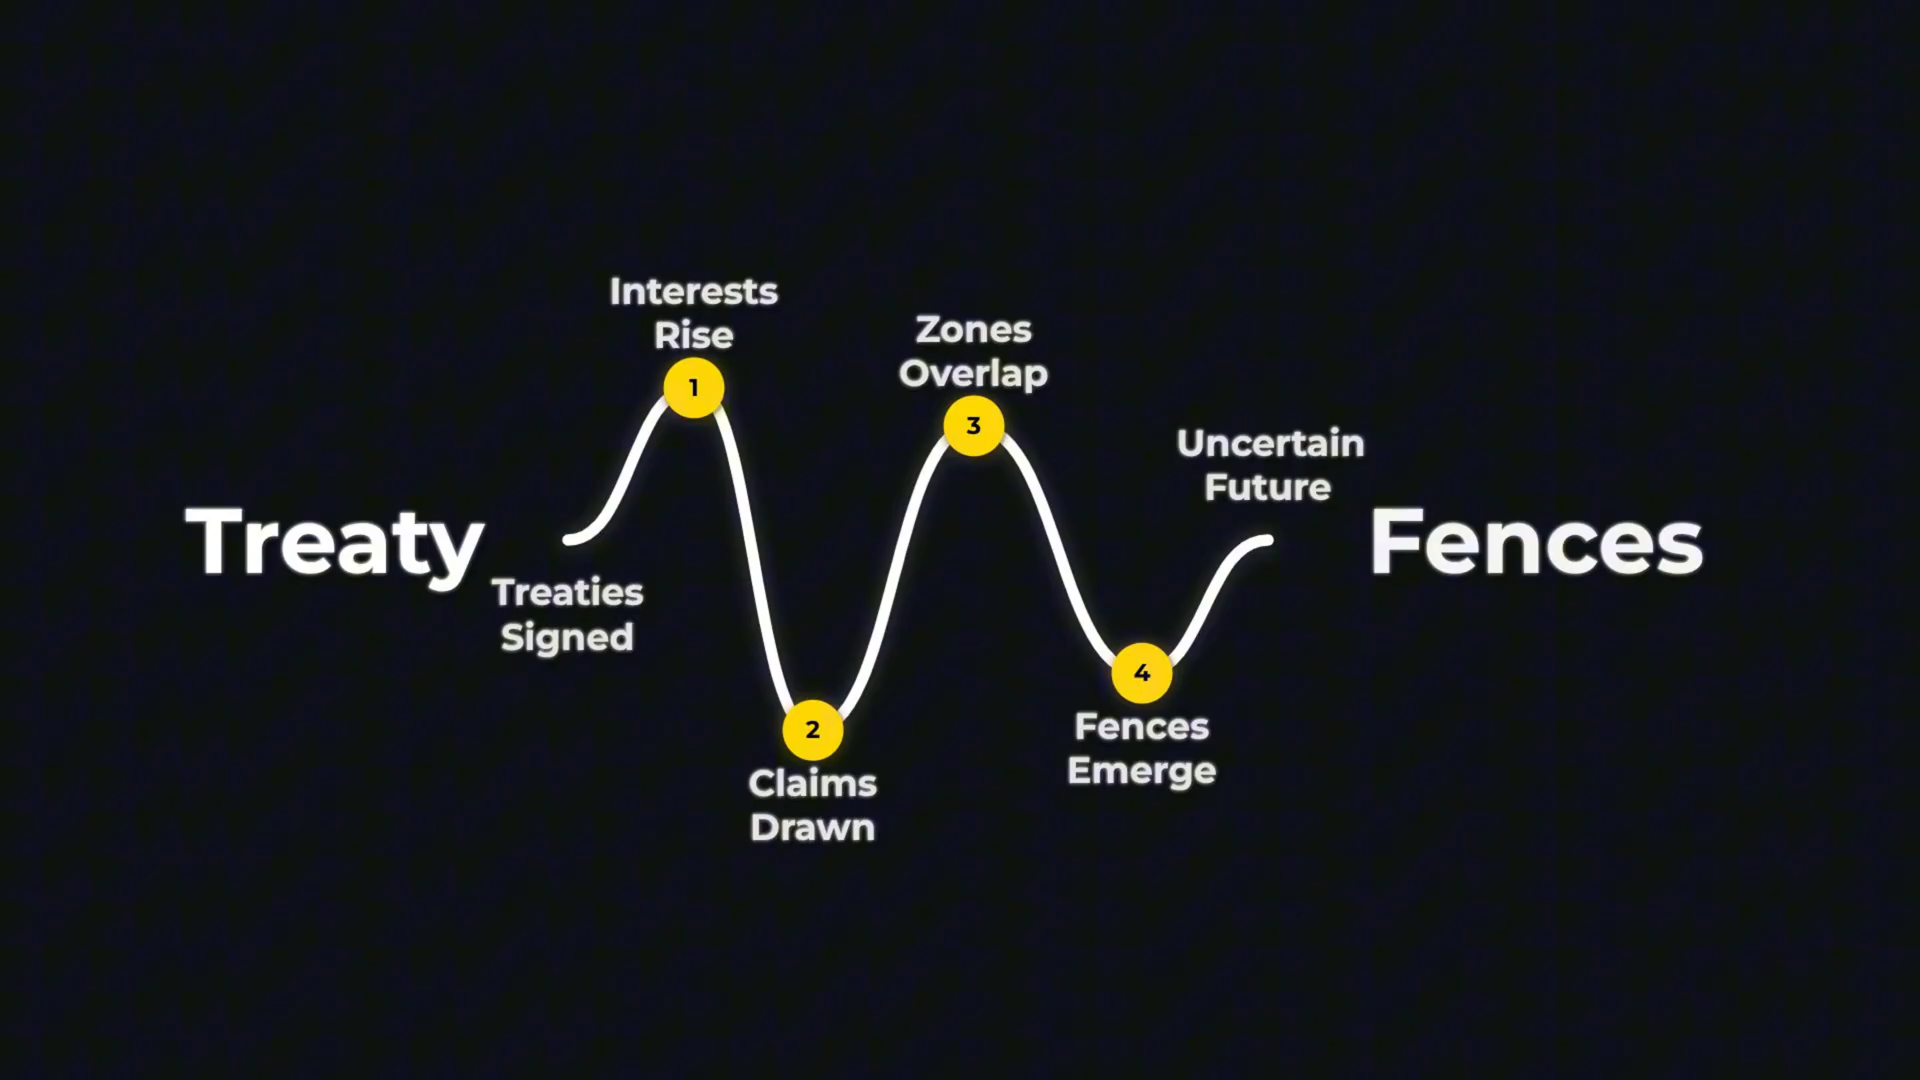 Treaty
Treaties
Signed
Interests
Rise
1
2
Claims
Drawn
Zones
Overlap
3
4
Fences
Emerge
Uncertain
Future
Fences